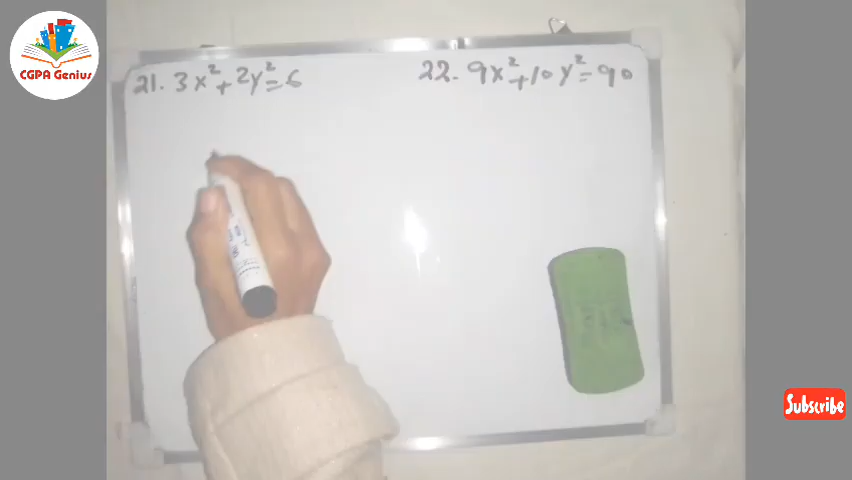 CGPA Genius
21. 3x² + 2y² = 6
22. 9x² + 10y² = 90
Subscribe